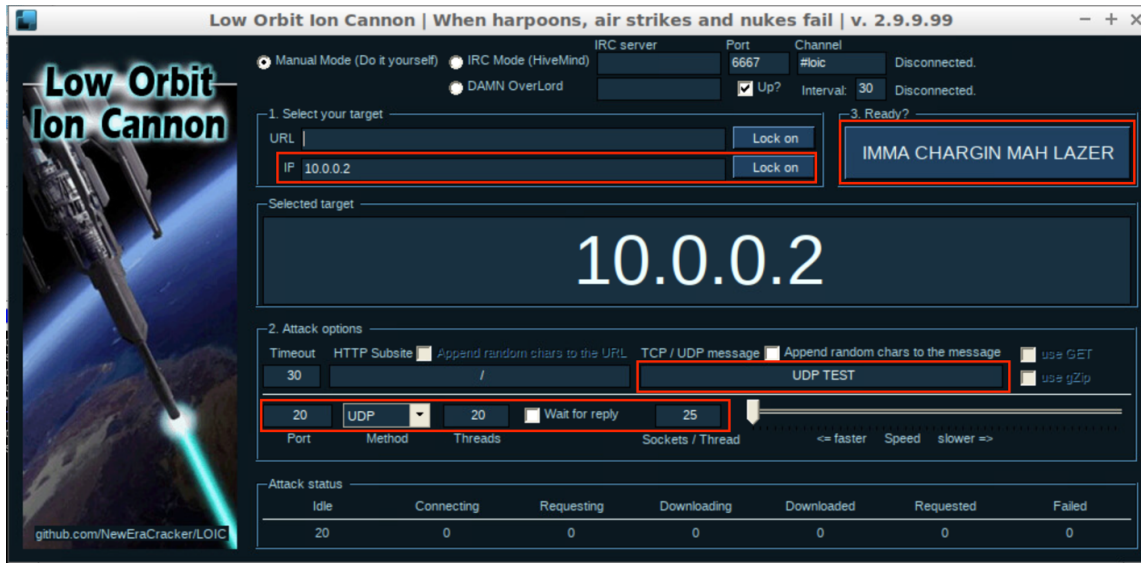 Low Orbit Ion Cannon | When harpoons, air strikes and nukes fail | v. 2.9.9.99
Low Orbit
Ion Cannon
github.com/NewEraCracker/LOIC
IRC server Port Channel
Manual Mode (Do it yourself) IRC Mode (HiveMind) 6667 #loic Disconnected.
DAMN OverLord Up? Interval: 30 Disconnected.
1. Select your target
URL Lock on
IP 10.0.0.2 Lock on
3. Ready?
IMMA CHARGIN MAH LAZER
Selected target
10.0.0.2
2. Attack options
Timeout HTTP Subsite Append random chars to the URL TCP / UDP message Append random chars to the message use GET
30 / UDP TEST use gZip
20 UDP 20 Wait for reply 25
Port Method Threads Sockets / Thread <= faster Speed slower =>
Attack status
Idle Connecting Requesting Downloading Downloaded Requested Failed
20 0 0 0 0 0 0